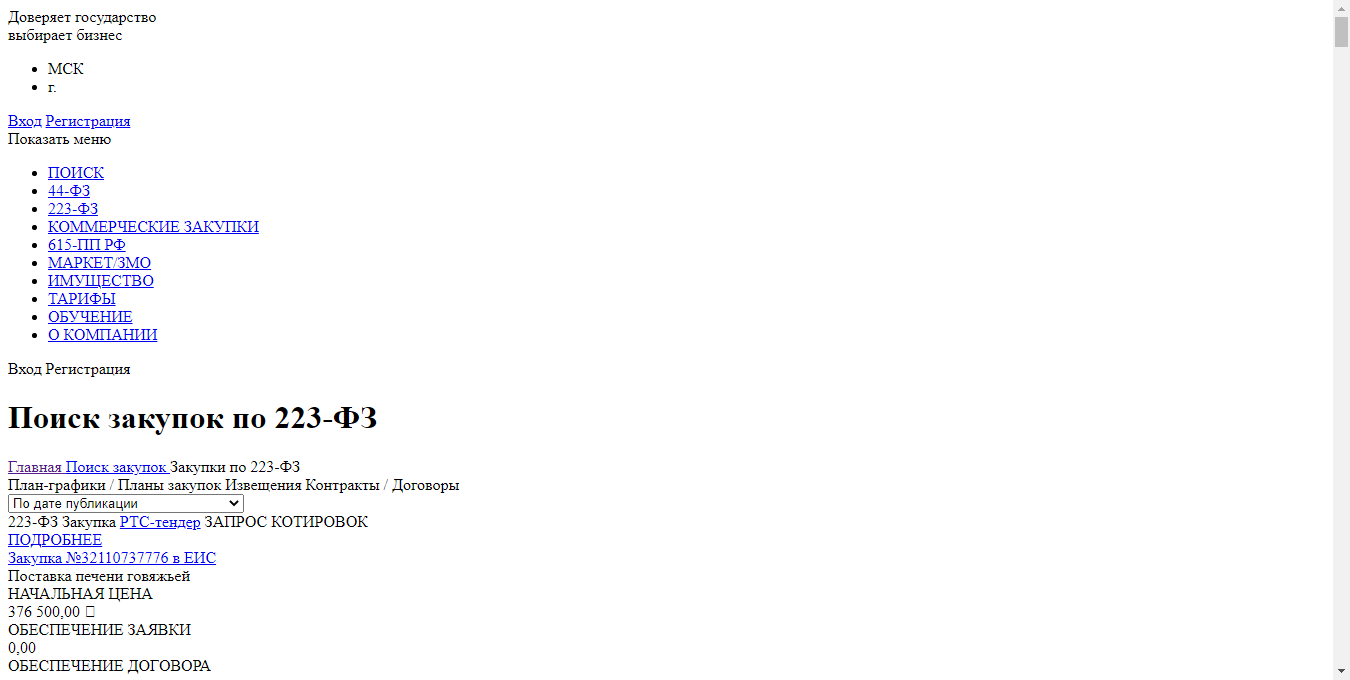 Доверяет государство
выбирает бизнес
МСК
г.
Вход Регистрация
Показать меню
ПОИСК
44-ФЗ
223-ФЗ
КОММЕРЧЕСКИЕ ЗАКУПКИ
615-ПП РФ
МАРКЕТ/ЗМО
ИМУЩЕСТВО
ТАРИФЫ
ОБУЧЕНИЕ
О КОМПАНИИ
Вход Регистрация
Поиск закупок по 223-ФЗ
Главная Поиск закупок Закупки по 223-ФЗ
План-графики / Планы закупок Извещения Контракты / Договоры
По дате публикации
223-ФЗ Закупка РТС-тендер ЗАПРОС КОТИРОВОК
ПОДРОБНЕЕ
Закупка №32110737776 в ЕИС
Поставка печени говяжьей
НАЧАЛЬНАЯ ЦЕНА
376 500,00
ОБЕСПЕЧЕНИЕ ЗАЯВКИ
0,00
ОБЕСПЕЧЕНИЕ ДОГОВОРА